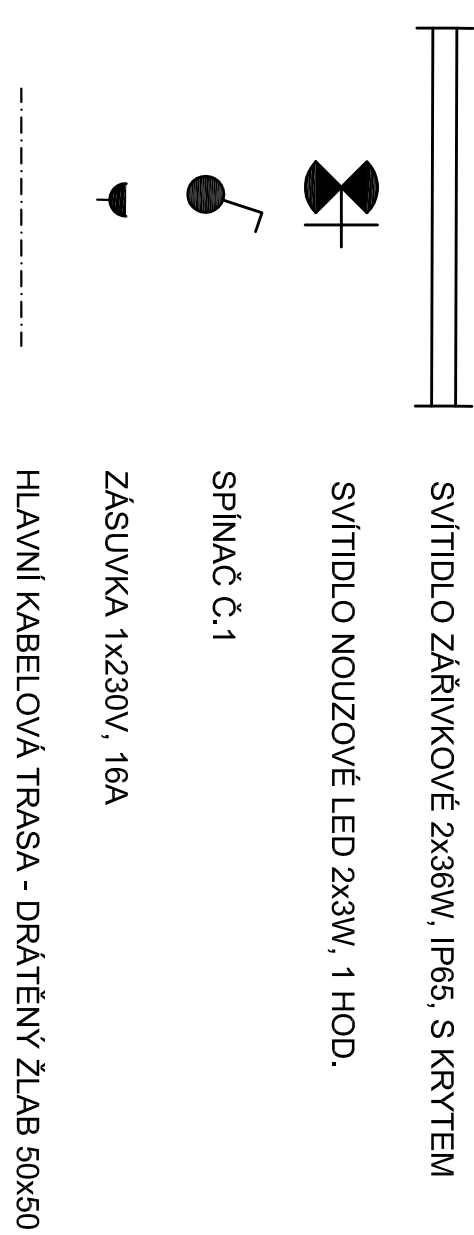 SVÍTIDLO ZÁŘIVKOVÉ 2x36W, IP65, S KRYTEM
SVÍTIDLO NOUZOVÉ LED 2x3W, 1 HOD.
SPÍNAČ Č.1
ZÁSUVKA 1x230V, 16A
HLAVNÍ KABELOVÁ TRASA - DRÁTĚNÝ ŽLAB 50x50